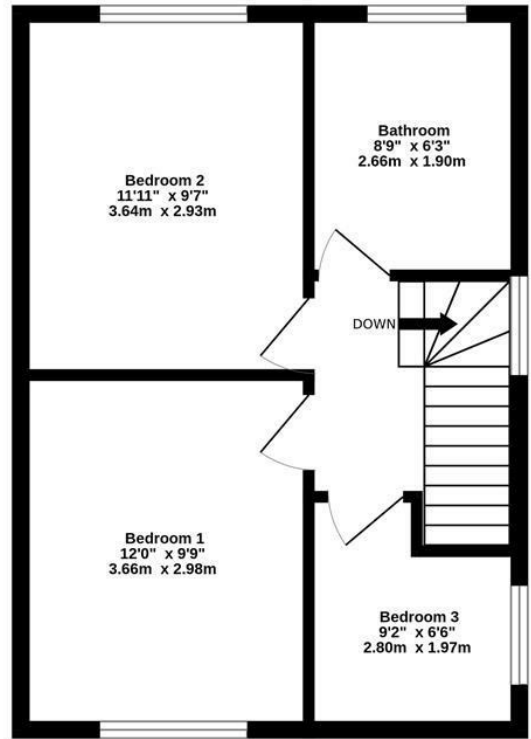 Bathroom
8'9" x 6'3"
2.66m x 1.90m
Bedroom 2
11'11" x 9'7"
3.64m x 2.93m
DOWN
Bedroom 1
12'0" x 9'9"
3.66m x 2.98m
Bedroom 3
9'2" x 6'6"
2.80m x 1.97m